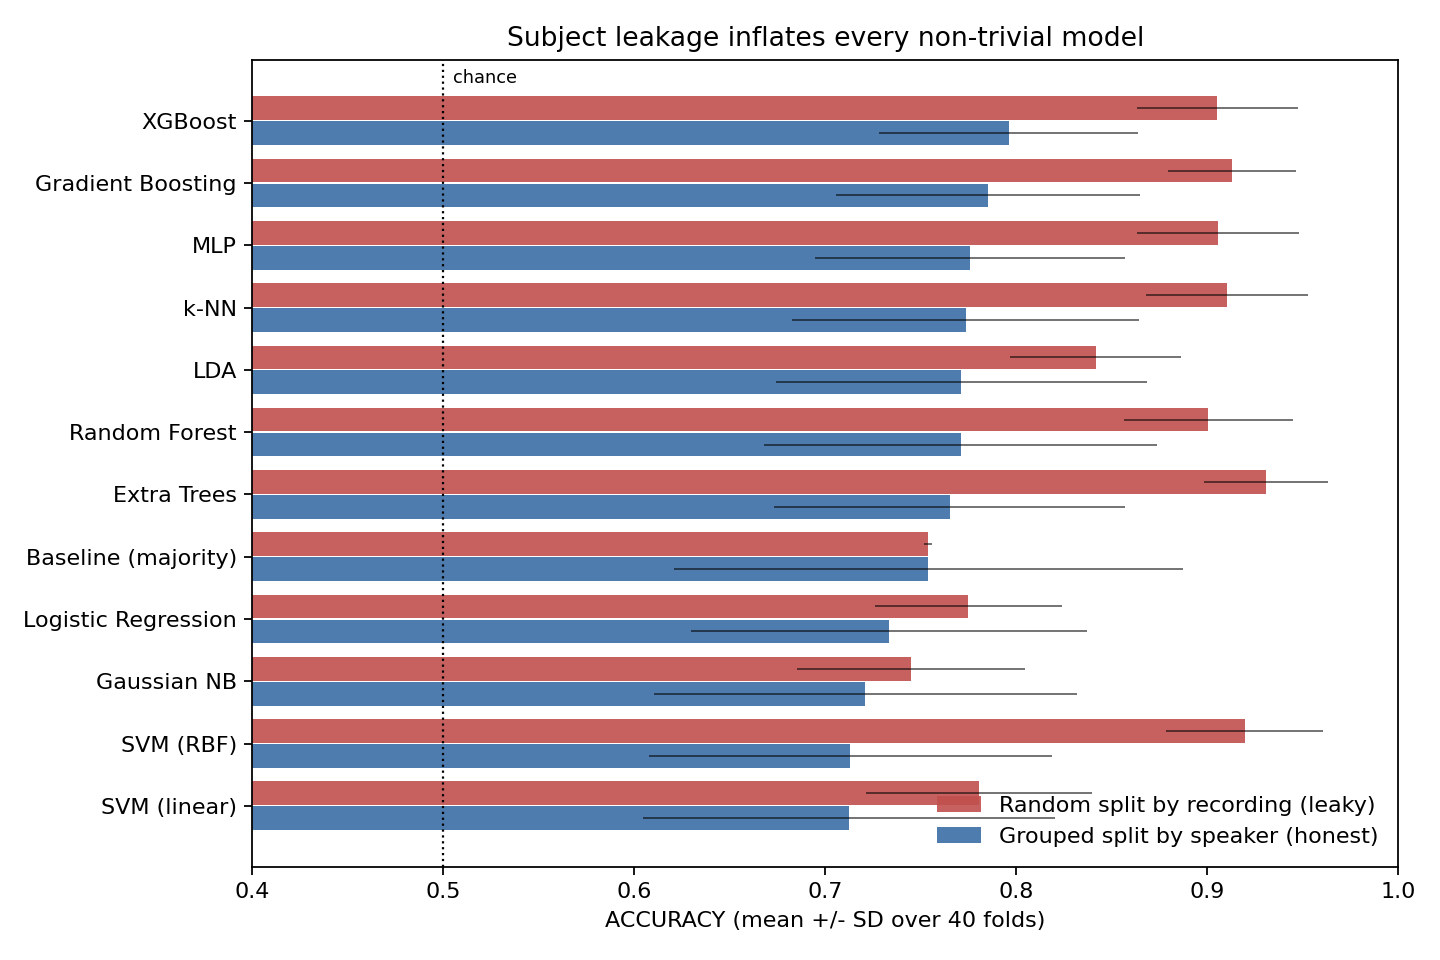 Subject leakage inflates every non-trivial model
chance
XGBoost
Gradient Boosting
MLP
k-NN
LDA
Random Forest
Extra Trees
Baseline (majority)
Logistic Regression
Gaussian NB
SVM (RBF)
SVM (linear)
Random split by recording (leaky)
Grouped split by speaker (honest)
0.4 0.5 0.6 0.7 0.8 0.9 1.0
ACCURACY (mean +/- SD over 40 folds)